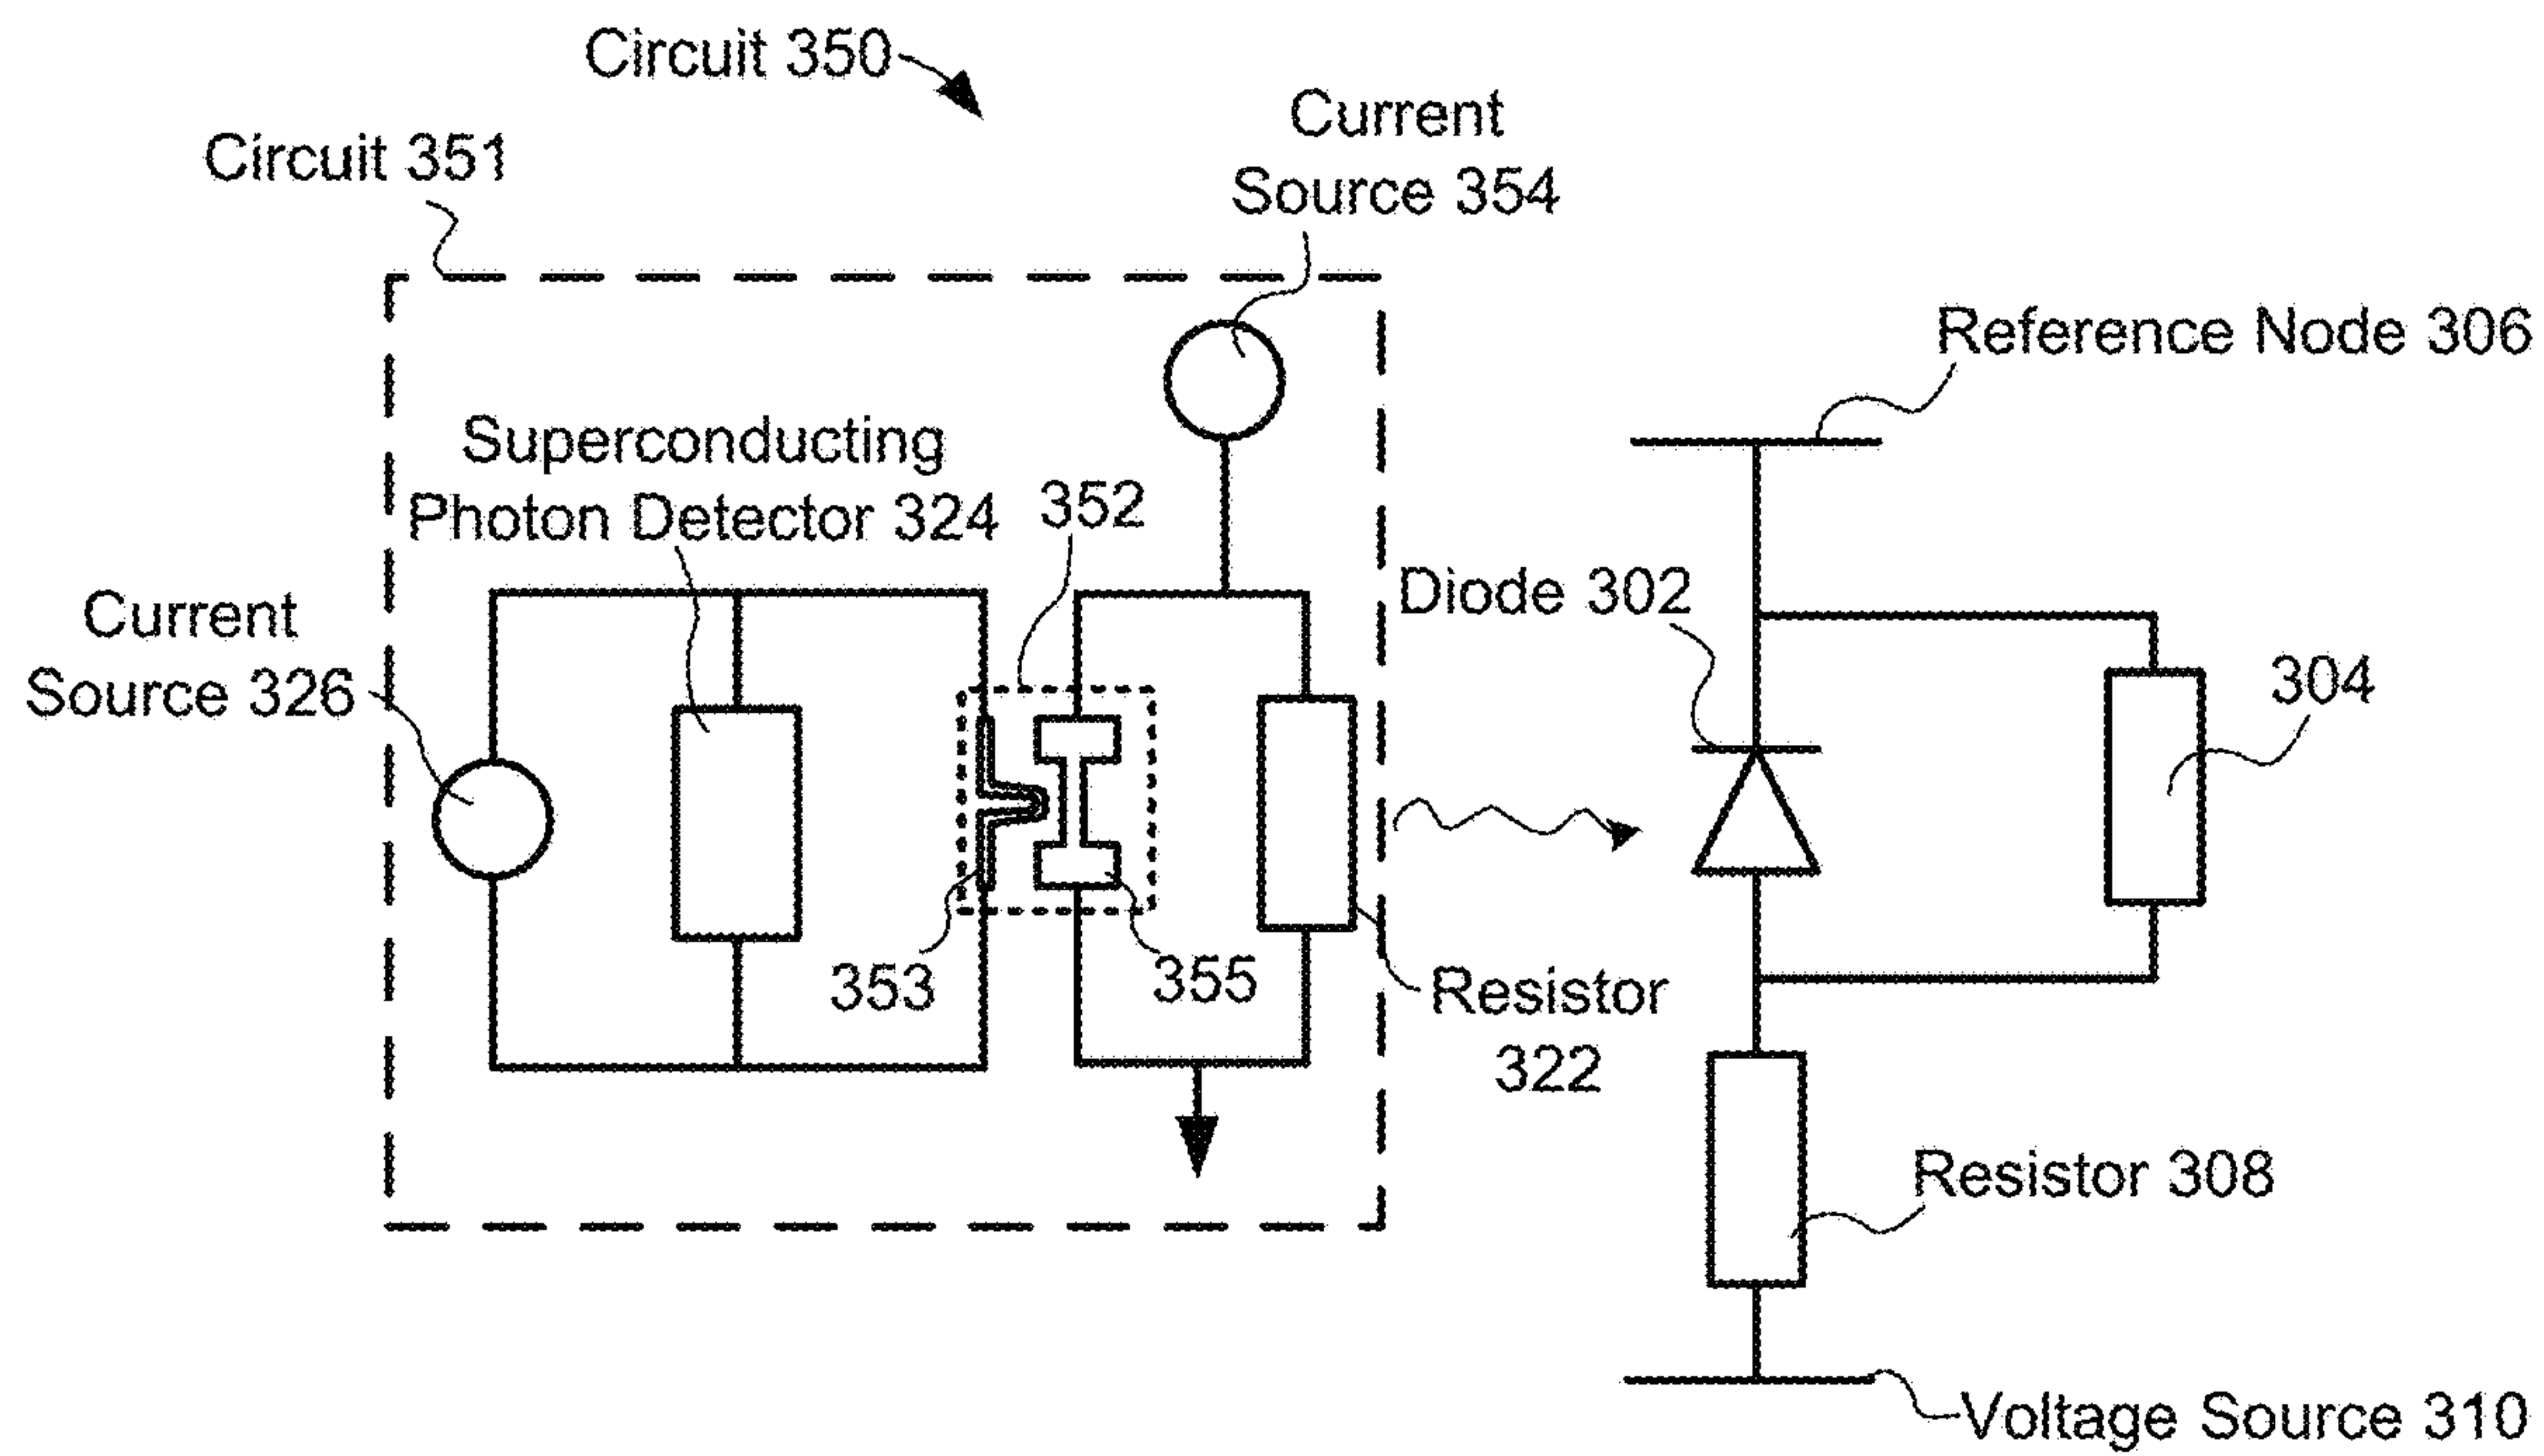 Circuit 350
Circuit 351
Current
Source 354
Reference Node 306
Superconducting
Photon Detector 324
352
Diode 302
Current
Source 326
304
353
355
Resistor
322
Resistor 308
Voltage Source 310